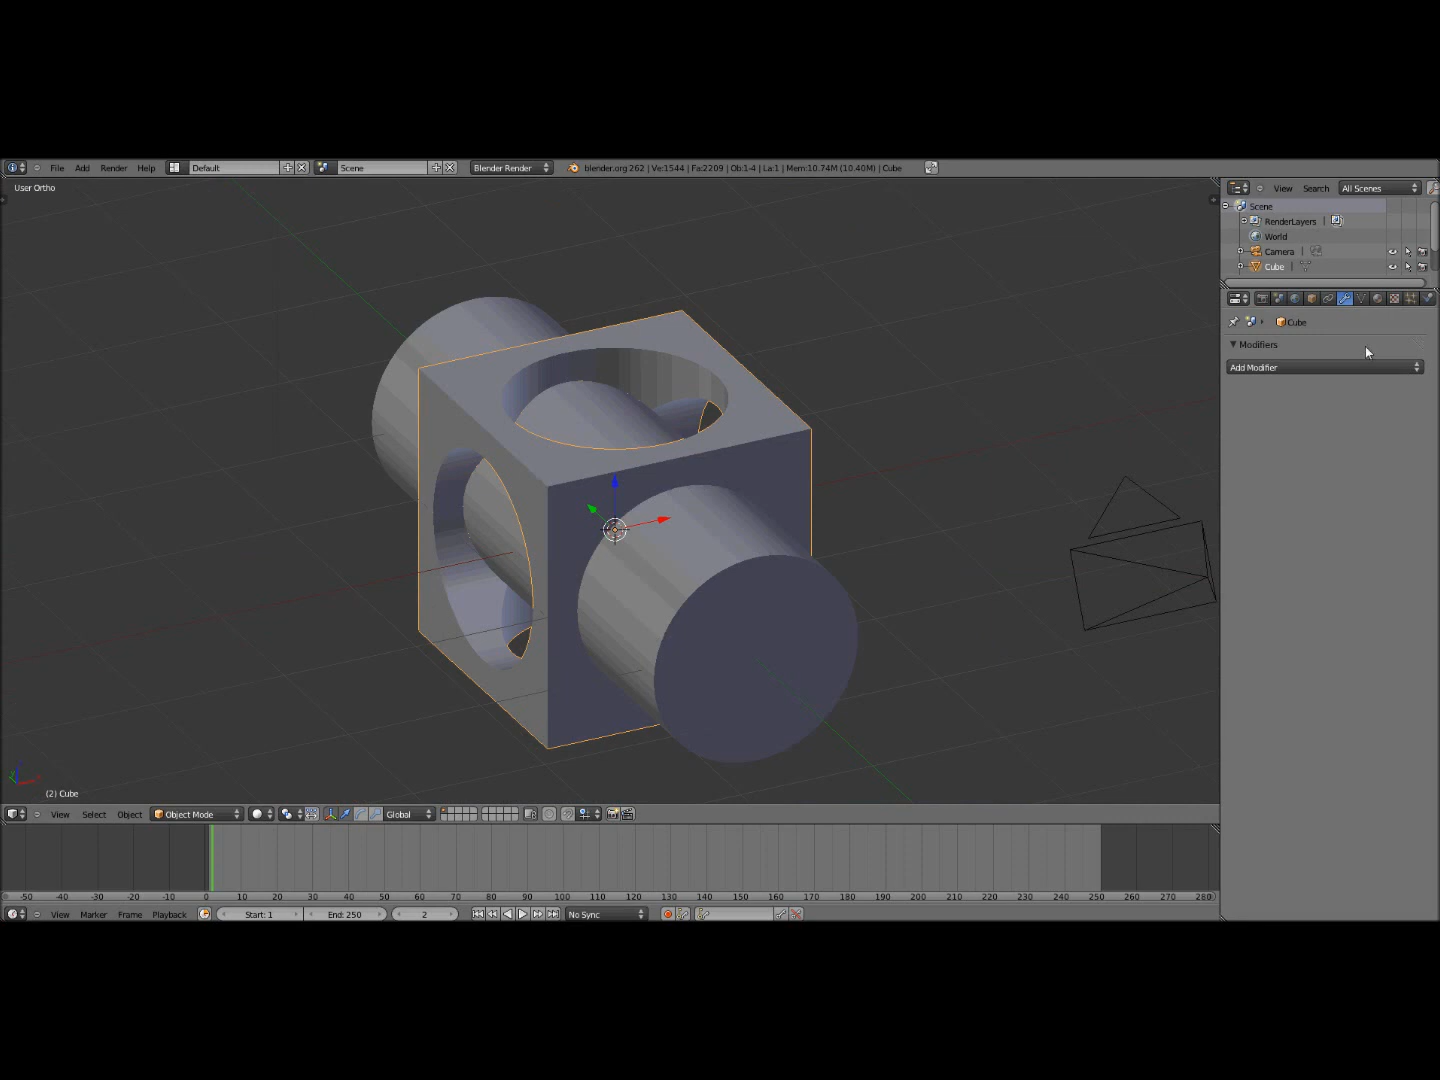 File Add Render Help Default Scene Blender Render blender.org 262 | Ve:1544 | Fa:2209 | Ob:1-4 | La:1 | Mem:10.74M (10.40M) | Cube
User Ortho
View Search All Scenes
Scene
RenderLayers |
World
Camera |
Cube |
Cube
Modifiers
Add Modifier
(2) Cube
View Select Object Object Mode Global
-50 -40 -30 -20 -10 0 10 20 30 40 50 60 70 80 90 100 110 120 130 140 150 160 170 180 190 200 210 220 230 240 250 260 270 280
View Marker Frame Playback Start: 1 End: 250 2 No Sync